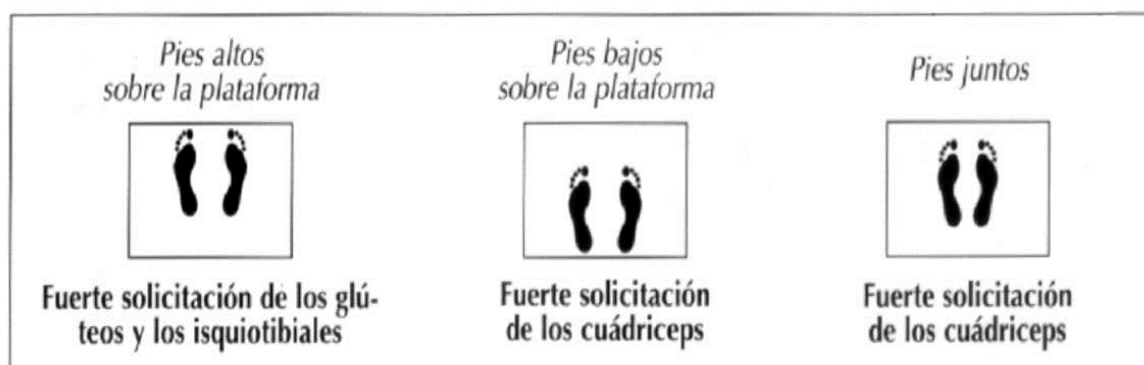 Pies altos
sobre la plataforma
Fuerte solicitación de los glú-
teos y los isquiotibiales
Pies bajos
sobre la plataforma
Fuerte solicitación
de los cuádriceps
Pies juntos
Fuerte solicitación
de los cuádriceps